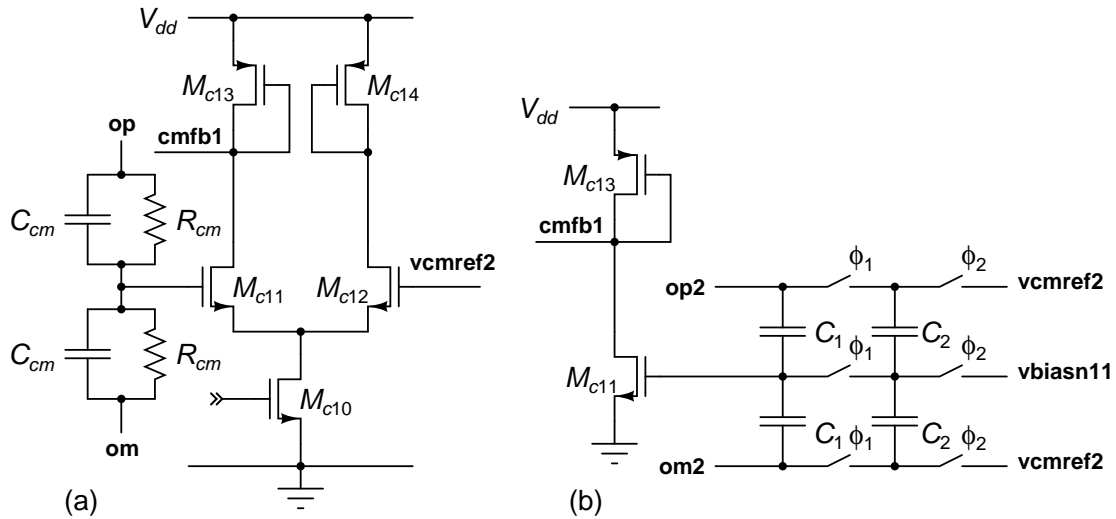 V_dd
M_c13
M_c14
cmfb1
op
C_cm
R_cm
M_c11
M_c12
vcmref2
C_cm
R_cm
M_c10
om
(a)
V_dd
M_c13
cmfb1
op2
ϕ_1
ϕ_2
vcmref2
C_1
C_2
M_c11
ϕ_1
ϕ_2
vbiasn11
C_1
ϕ_1
C_2
ϕ_2
om2
vcmref2
(b)